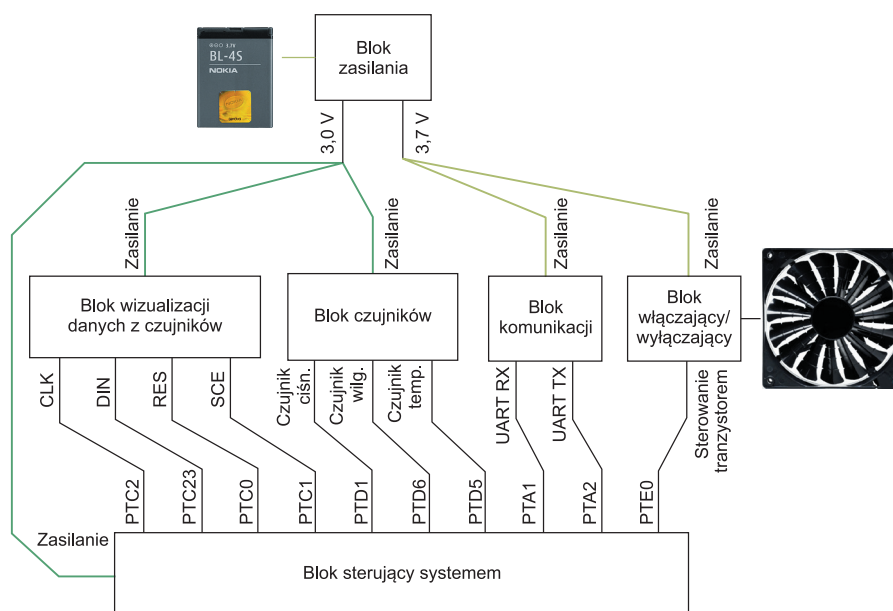 Blok
zasilania
BL-4S
NOKIA
3,0 V
3,7 V
Zasilanie
Zasilanie
Zasilanie
Zasilanie
Blok wizualizacji
danych z czujników
Blok czujników
Blok
komunikacji
Blok
włączający/
wyłączający
CLK
DIN
RES
SCE
Czujnik
ciśn.
Czujnik
wilg.
Czujnik
temp.
UART RX
UART TX
Sterowanie
tranzystorem
PTC2
PTC23
PTC0
PTC1
PTD1
PTD6
PTD5
PTA1
PTA2
PTE0
Zasilanie
Blok sterujący systemem